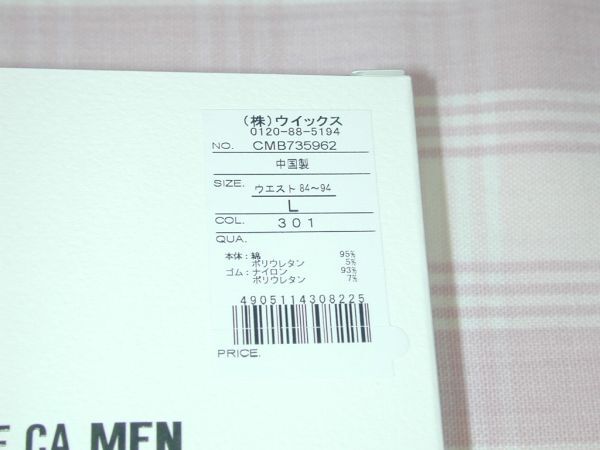 (株)ウイックス
0120-88-5194
NO. CMB735962
中国製
SIZE. ウエスト84〜94
L
COL. 301
QUA.
本体:綿 95%
ポリウレタン 5%
ゴム:ナイロン 93%
ポリウレタン 7%
4905114308225
PRICE.
E CA MEN